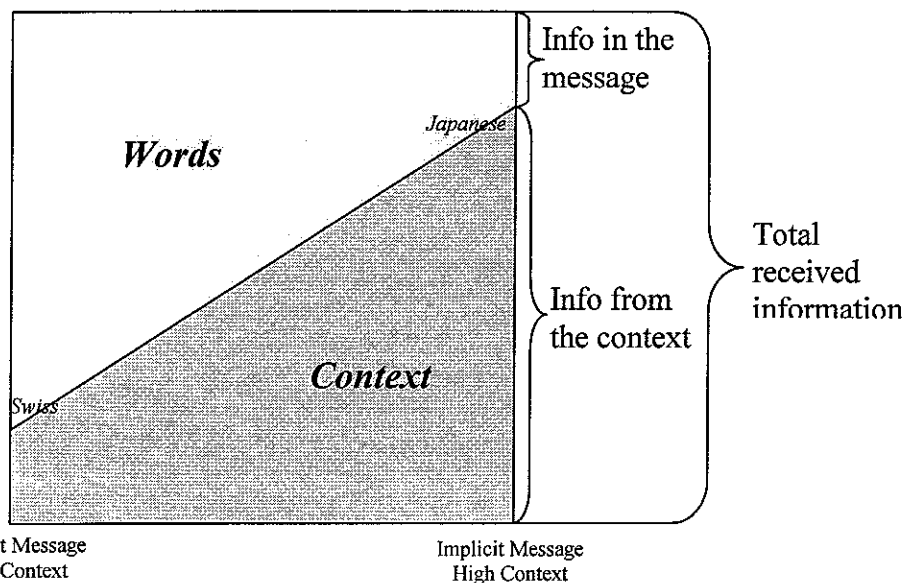 Info in the
message
Japanese
Words
Total
received
information
Info from
the context
Context
Swiss
t Message
Context
Implicit Message
High Context